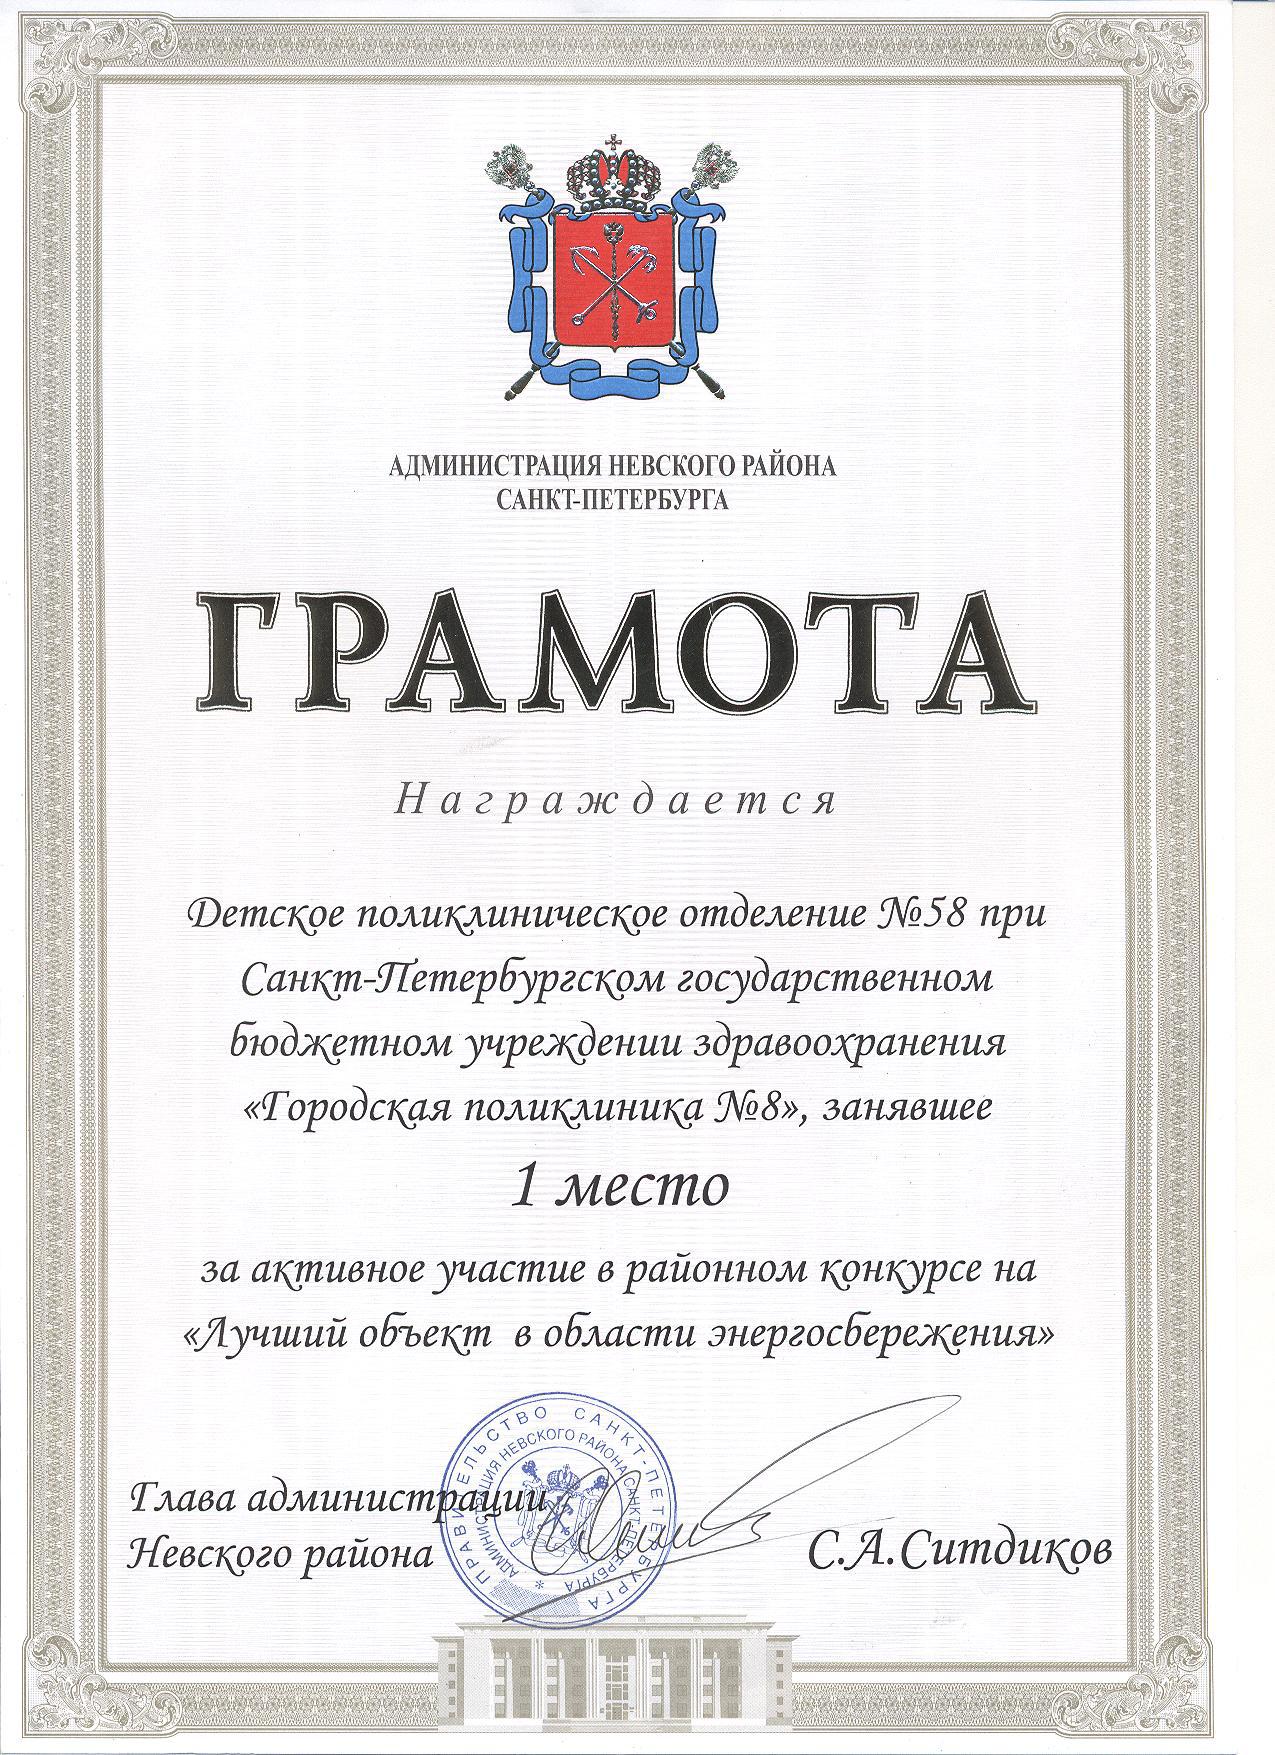 АДМИНИСТРАЦИЯ НЕВСКОГО РАЙОНА
САНКТ-ПЕТЕРБУРГА
ГРАМОТА
Награждается
Детское поликлиническое отделение №58 при
Санкт-Петербургском государственном
бюджетном учреждении здравоохранения
«Городская поликлиника №8», занявшее
1 место
за активное участие в районном конкурсе на
«Лучший объект в области энергосбережения»
Глава администрации
Невского района
С.А.Ситдиков
ПРАВИТЕЛЬСТВО САНКТ-ПЕТЕРБУРГА
АДМИНИСТРАЦИЯ НЕВСКОГО РАЙОНА САНКТ-ПЕТЕРБУРГА